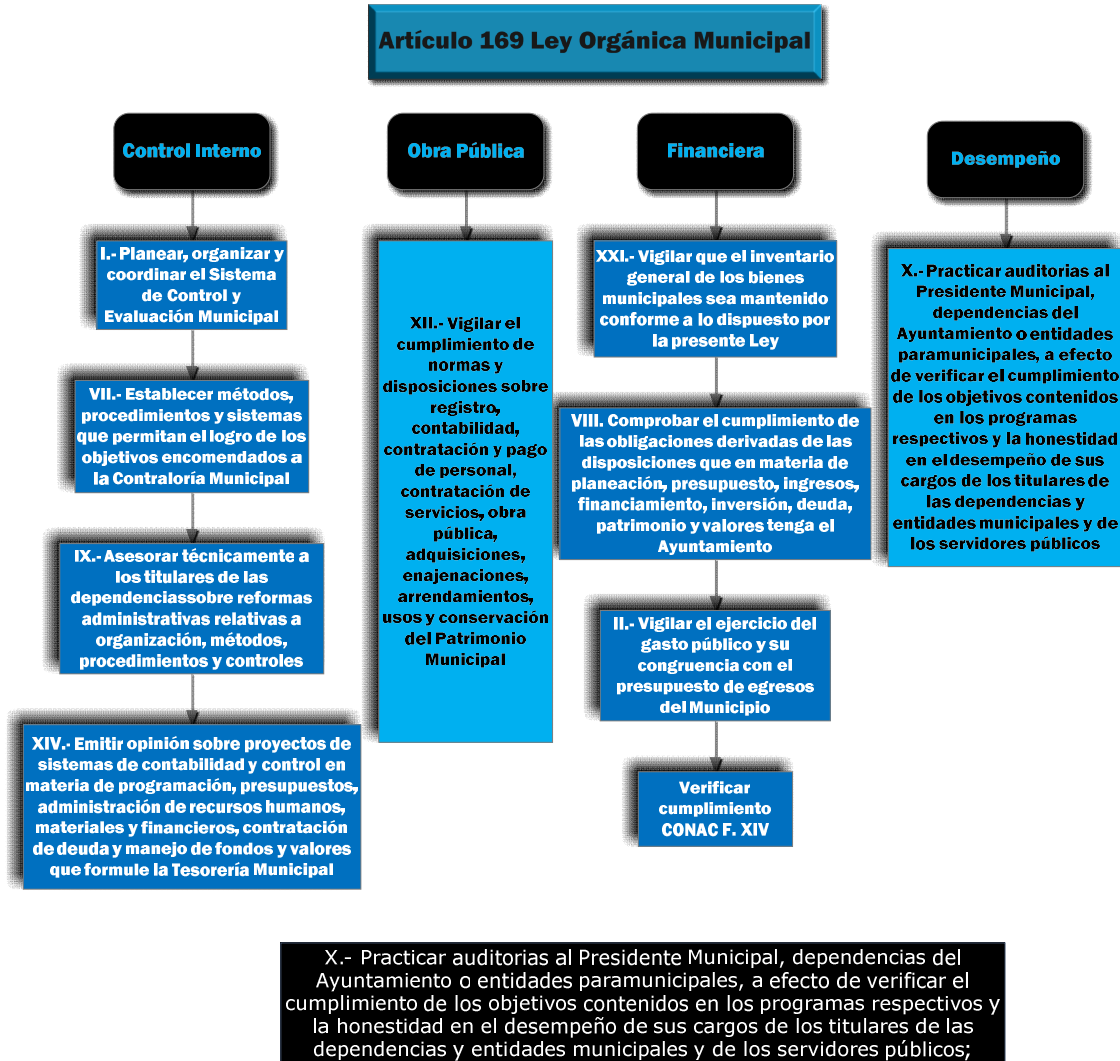 Artículo 169 Ley Orgánica Municipal
Control Interno
I.- Planear, organizar y
coordinar el Sistema
de Control y
Evaluación Municipal
VII.- Establecer métodos,
procedimientos y sistemas
que permitan el logro de los
objetivos encomendados a
la Contraloría Municipal
IX.- Asesorar técnicamente a
los titulares de las
dependenciassobre reformas
administrativas relativas a
organización, métodos,
procedimientos y controles
XIV.- Emitir opinión sobre proyectos de
sistemas de contabilidad y control en
materia de programación, presupuestos,
administración de recursos humanos,
materiales y financieros, contratación
de deuda y manejo de fondos y valores
que formule la Tesorería Municipal
Obra Pública
XII.- Vigilar el
cumplimiento de
normas y
disposiciones sobre
registro,
contabilidad,
contratación y pago
de personal,
contratación de
servicios, obra
pública,
adquisiciones,
enajenaciones,
arrendamientos,
usos y conservación
del Patrimonio
Municipal
Financiera
XXI.- Vigilar que el inventario
general de los bienes
municipales sea mantenido
conforme a lo dispuesto por
la presente Ley
VIII. Comprobar el cumplimiento de
las obligaciones derivadas de las
disposiciones que en materia de
planeación, presupuesto, ingresos,
financiamiento, inversión, deuda,
patrimonio y valores tenga el
Ayuntamiento
II.- Vigilar el ejercicio del
gasto público y su
congruencia con el
presupuesto de egresos
del Municipio
Verificar
cumplimiento
CONAC F. XIV
Desempeño
X.- Practicar auditorias al
Presidente Municipal,
dependencias del
Ayuntamiento o entidades
paramunicipales, a efecto
de verificar el cumplimiento
de los objetivos contenidos
en los programas
respectivos y la honestidad
en el desempeño de sus
cargos de los titulares de
las dependencias y
entidades municipales y de
los servidores públicos
X.- Practicar auditorias al Presidente Municipal, dependencias del
Ayuntamiento o entidades paramunicipales, a efecto de verificar el
cumplimiento de los objetivos contenidos en los programas respectivos y
la honestidad en el desempeño de sus cargos de los titulares de las
dependencias y entidades municipales y de los servidores públicos;